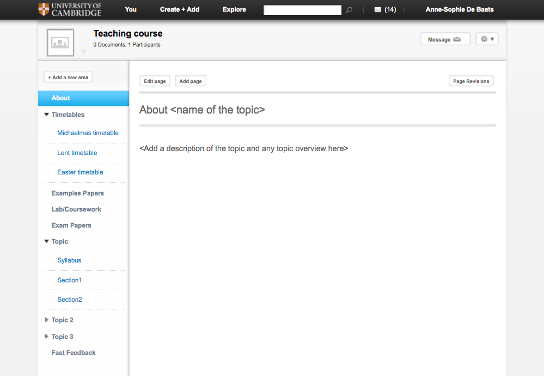 UNIVERSITY OF
CAMBRIDGE
You
Create + Add
Explore
(14)
Anne-Sophie De Baets
Teaching course
0 Documents, 1 Participants
Message
+ Add a new area
Edit page
Add page
Page Revisions
About
About <name of the topic>
<Add a description of the topic and any topic overview here>
Timetables
Michaelmas timetable
Lent timetable
Easter timetable
Examples Papers
Lab/Coursework
Exam Papers
Topic
Syllabus
Section1
Section2
Topic 2
Topic 3
Fast Feedback